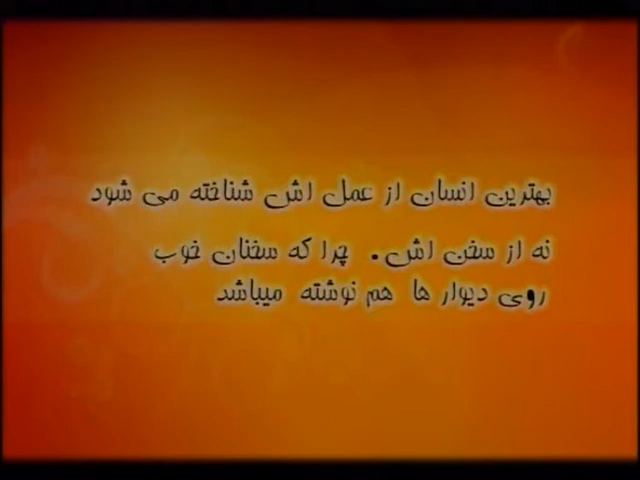 بهترین انسان از عمل اش شناخته می شود
نه از سخن اش . چرا که سخنان خوب
روی دیوار ها هم نوشته میباشد